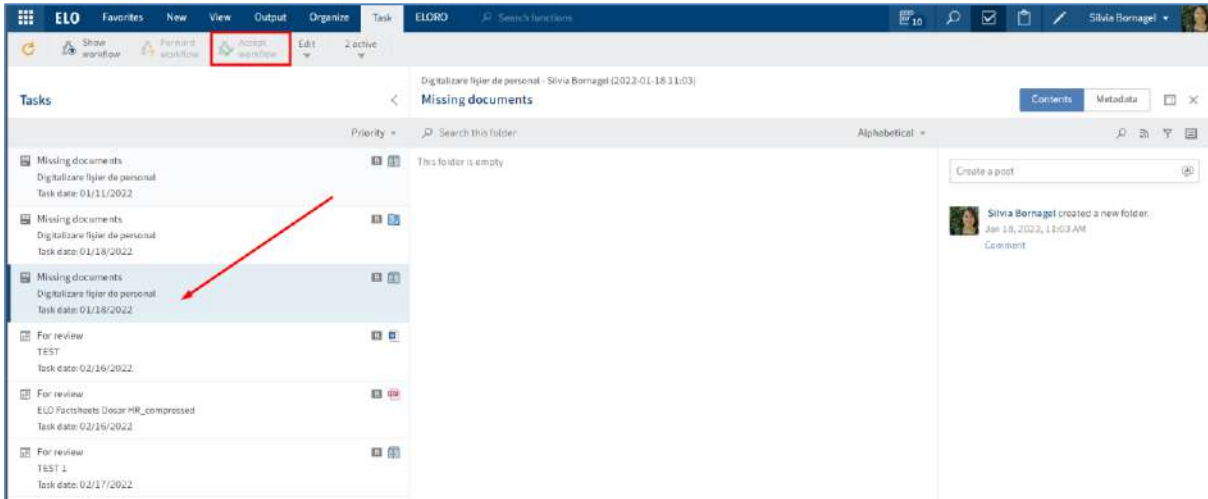 ELO Favorites New View Output Organize Task ELORO Search functions 10 Silvia Bornagel
Show workflow Forward workflow Accept workflow Edit 2 active
Digitalizare fișier de personal - Silvia Bornagel (2022-01-18 11:03)
Tasks Missing documents Contents Metadata
Priority Search this folder Alphabetical
Missing documents
Digitalizare fișier de personal
Task date: 01/11/2022
This folder is empty
Create a post
Missing documents
Digitalizare fișier de personal
Task date: 01/18/2022
Silvia Bornagel created a new folder.
Jan 18, 2022, 11:03 AM
Comment
Missing documents
Digitalizare fișier de personal
Task date: 01/18/2022
For review
TEST
Task date: 02/16/2022
For review
ELO Factsheets Dosar HR_compressed
Task date: 02/16/2022
For review
TEST 1
Task date: 02/17/2022